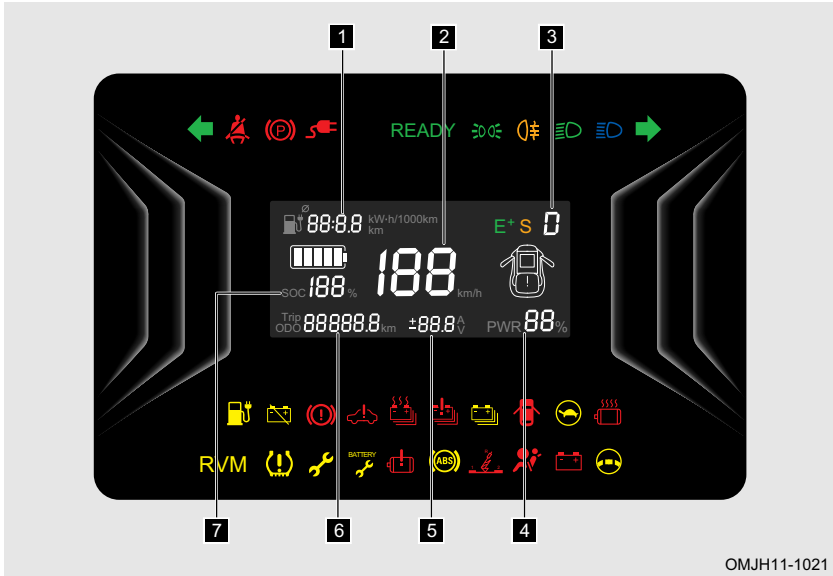 1 2 3
(P) READY
Ø
88:8.8 kW·h/1000km
km
E+ S D
SOC 188 %
188 km/h
Trip
ODO 88888.8 km
±88.8 A
V
PWR 88 %
RVM
BATTERY
(ABS)
7 6 5 4
OMJH11-1021